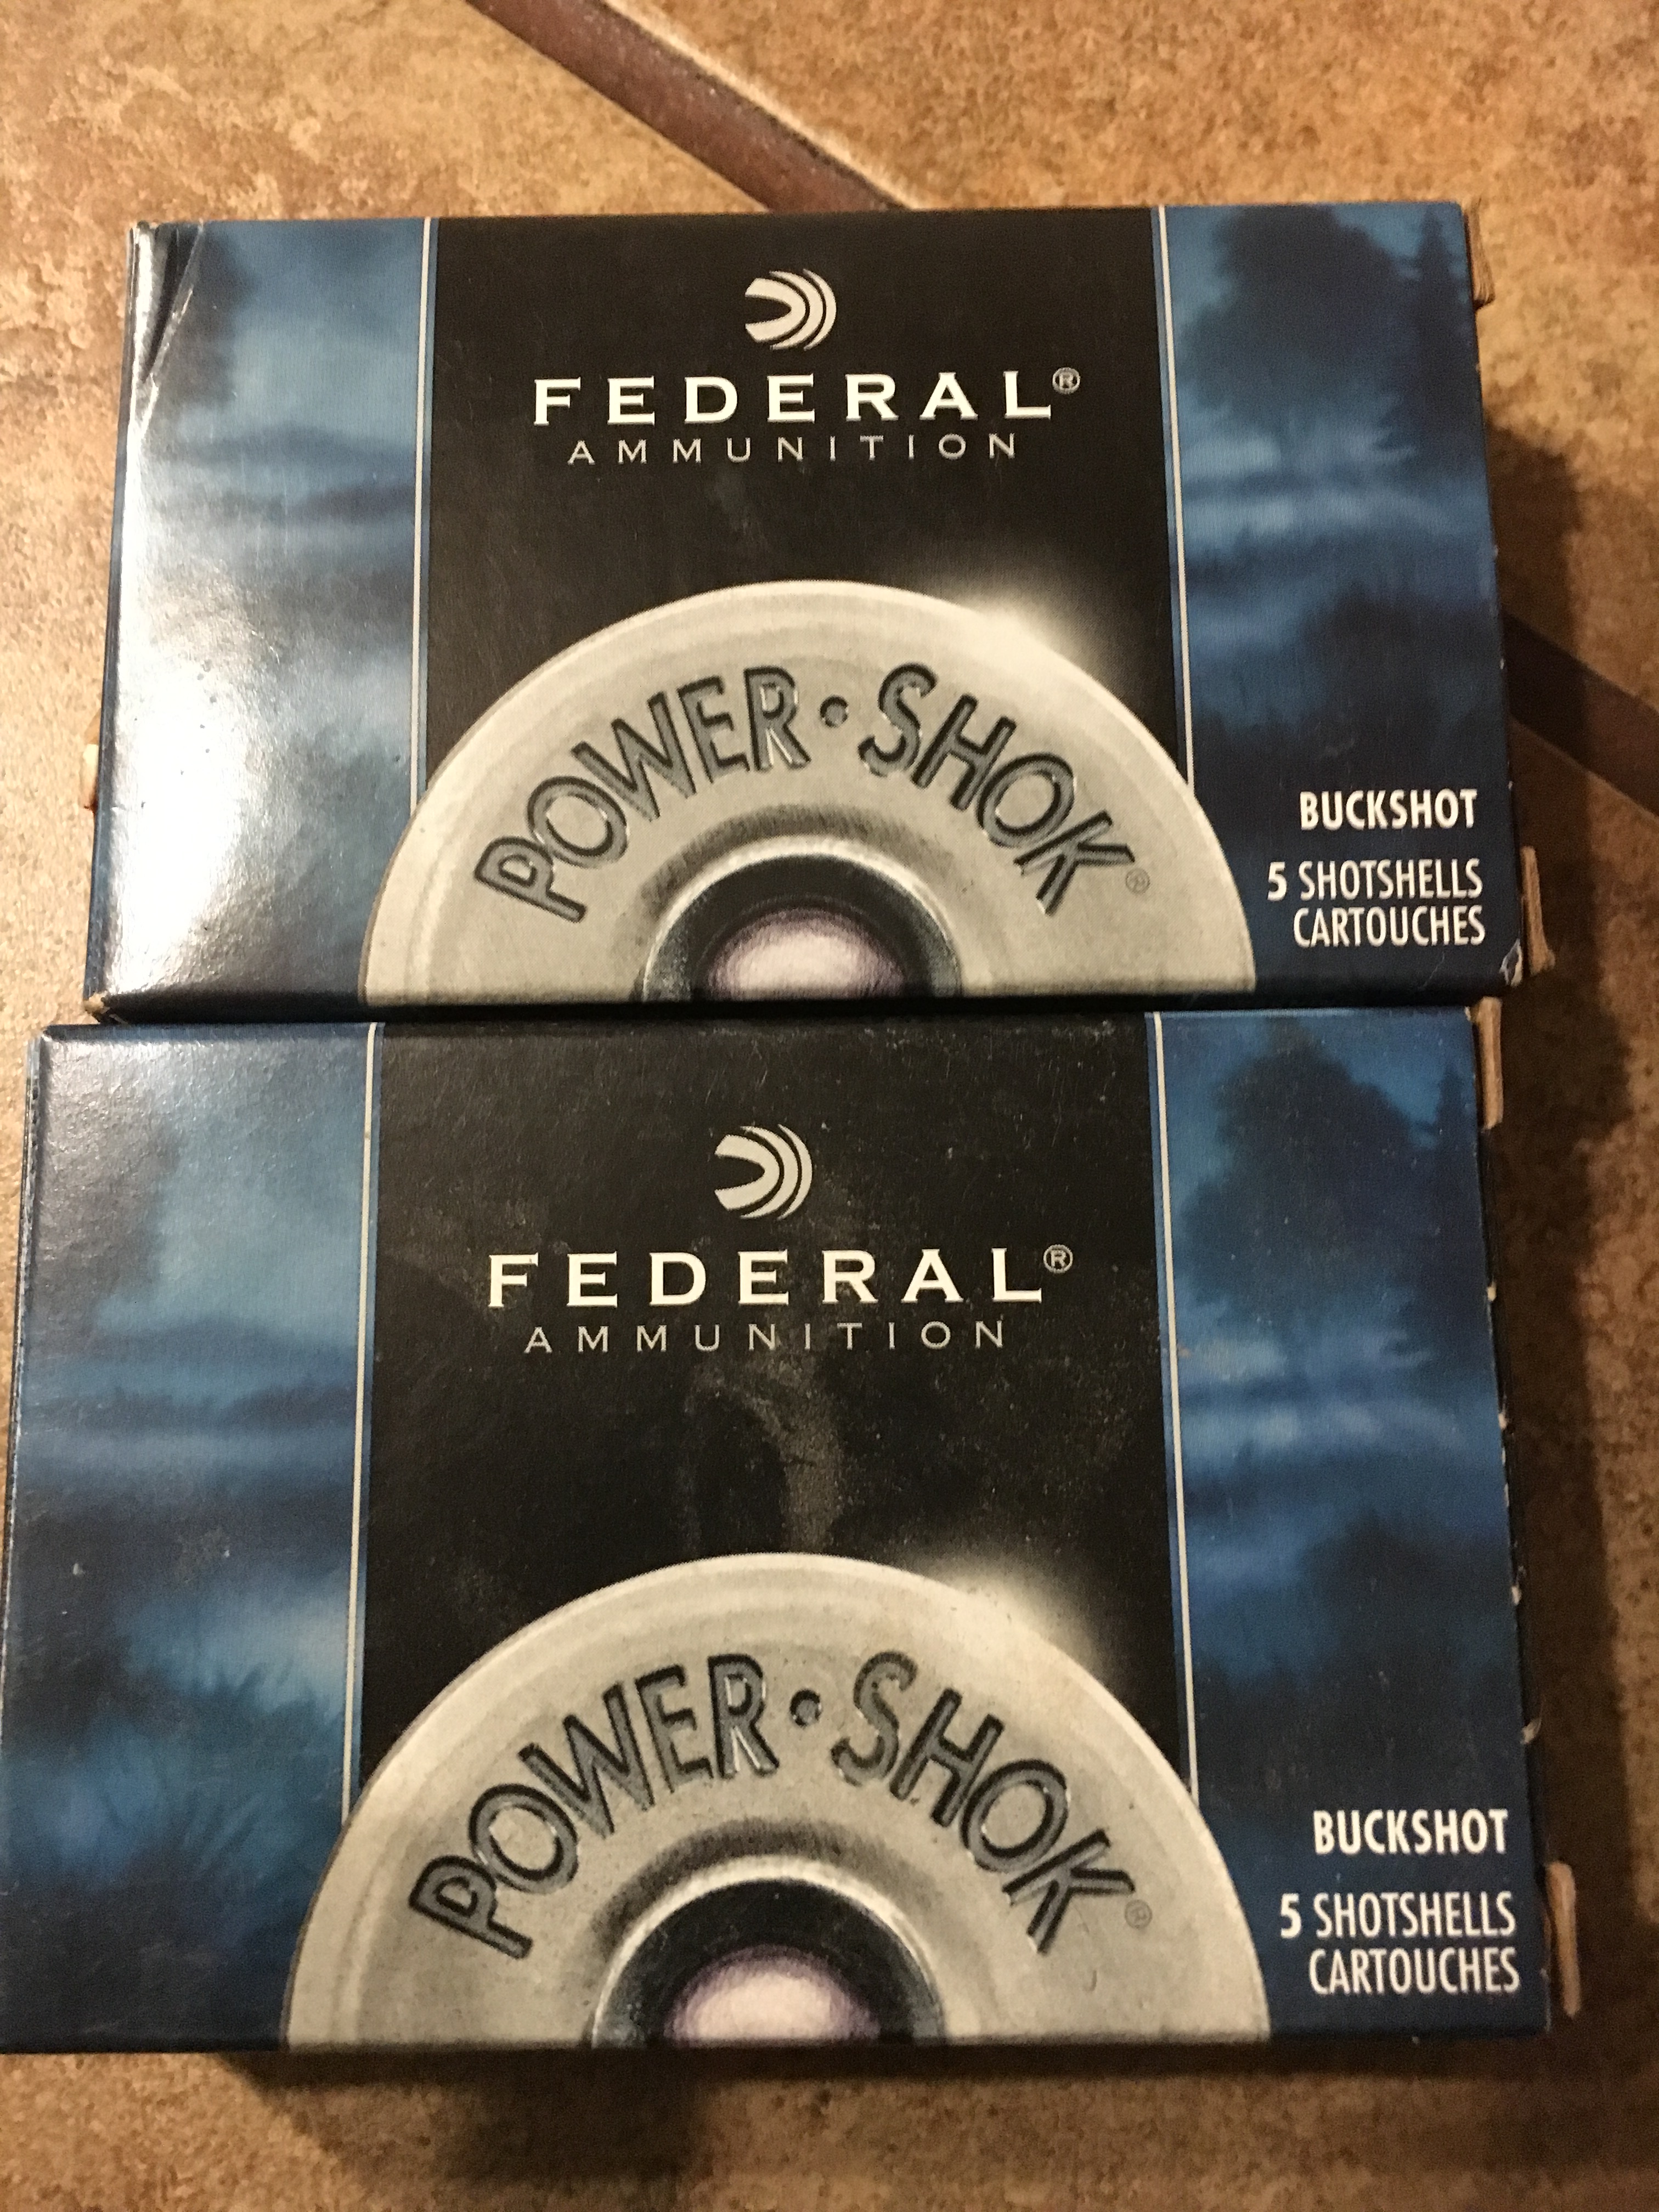 FEDERAL®
AMMUNITION
POWER•SHOK®
BUCKSHOT
5 SHOTSHELLS
CARTOUCHES
FEDERAL®
AMMUNITION
POWER•SHOK®
BUCKSHOT
5 SHOTSHELLS
CARTOUCHES